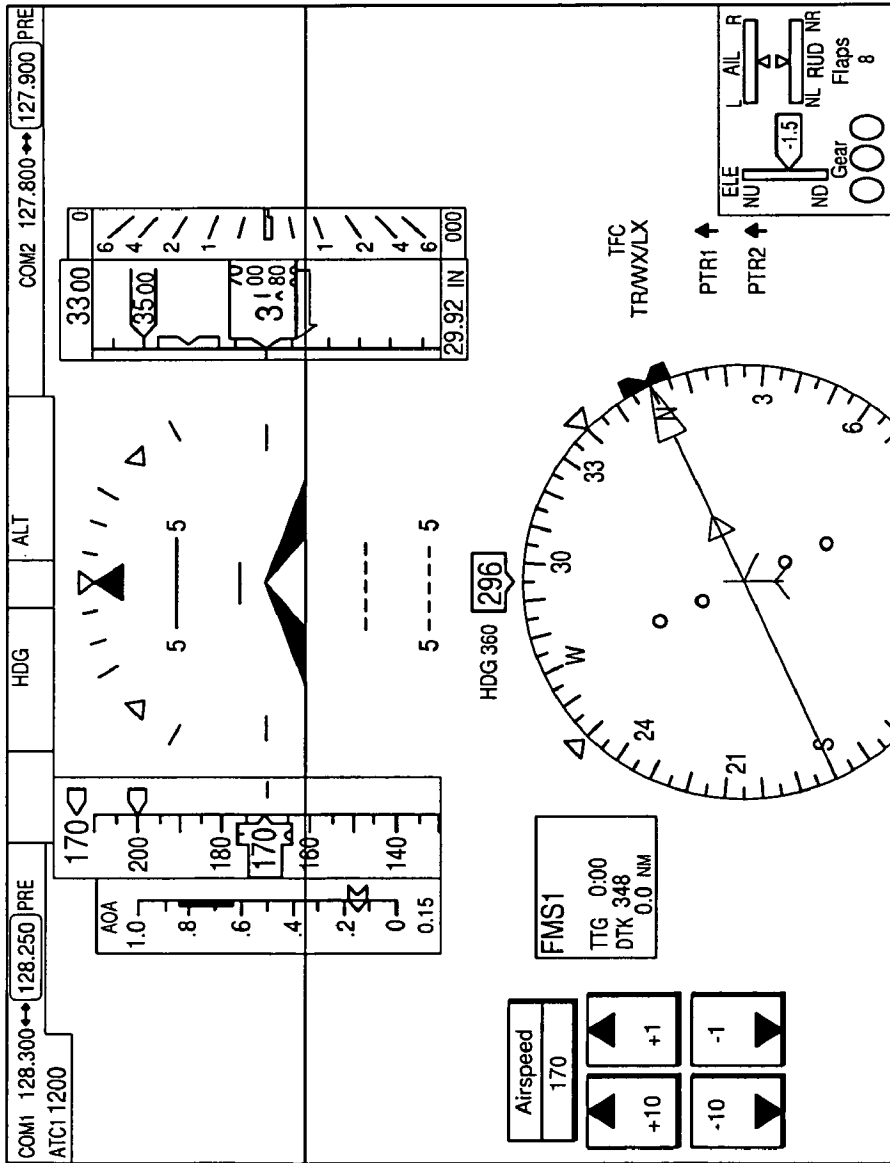 COM1 128.300↔128.250 PRE
HDG
ALT
COM2 127.800↔127.900 PRE
ATC1 1200
AOA
1.0
.8
.6
.4
.2
0
0.15
170
200
180
170
160
140
5 5
5 5
3300
3500
29.92 IN
0
6
4
2
1
1
2
4
6
000
HDG 360
296
FMS1
TTG 0:00
DTK 348
0.0 NM
Airspeed
170
+10
+1
-10
-1
21
24
W
30
33
N
3
6
S
TFC
TR/WX/LX
PTR1
PTR2
ELE
NU
ND
-1.5
L AIL R
NL RUD NR
Gear
Flaps
8